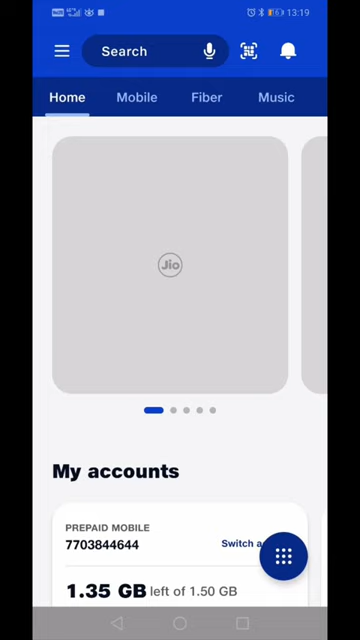 13:19
Search
Home Mobile Fiber Music
Jio
My accounts
PREPAID MOBILE
7703844644 Switch a
1.35 GB left of 1.50 GB